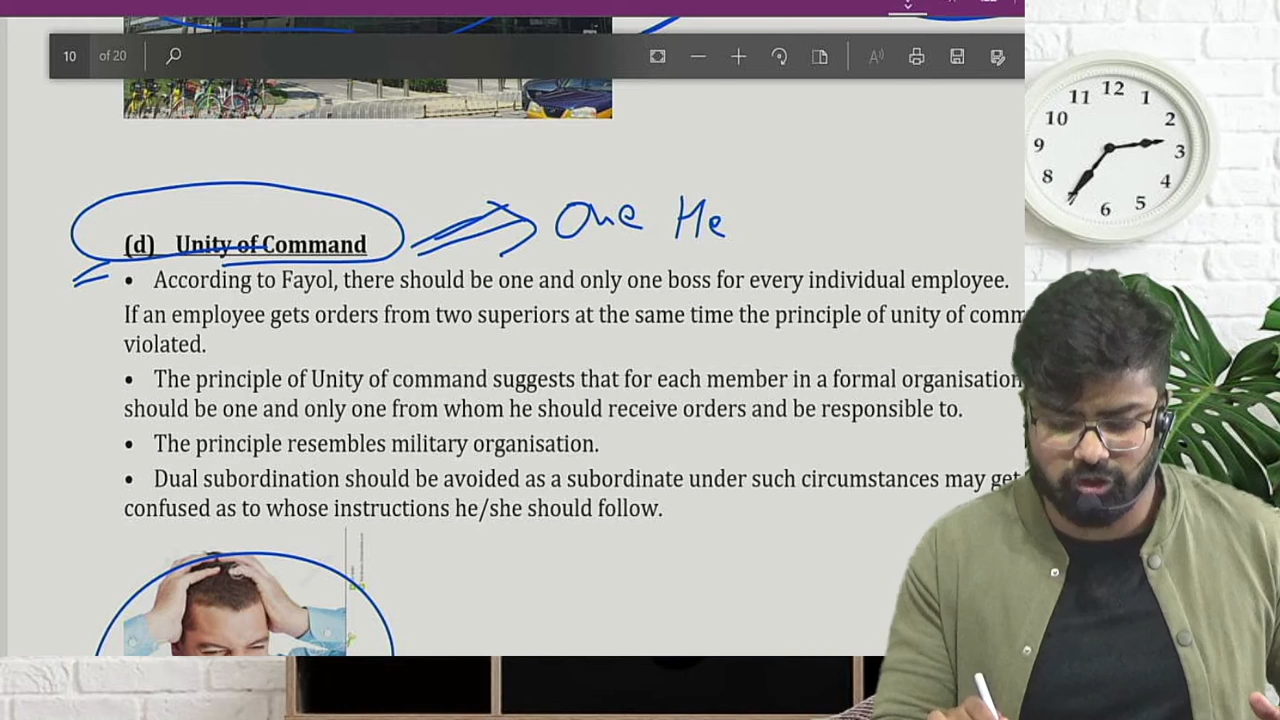 10 of 20
(d) Unity of Command
One He
• According to Fayol, there should be one and only one boss for every individual employee.
If an employee gets orders from two superiors at the same time the principle of unity of comm
violated.
• The principle of Unity of command suggests that for each member in a formal organisation
should be one and only one from whom he should receive orders and be responsible to.
• The principle resembles military organisation.
• Dual subordination should be avoided as a subordinate under such circumstances may get
confused as to whose instructions he/she should follow.
12
11 1
10 2
9 3
8 4
6 5